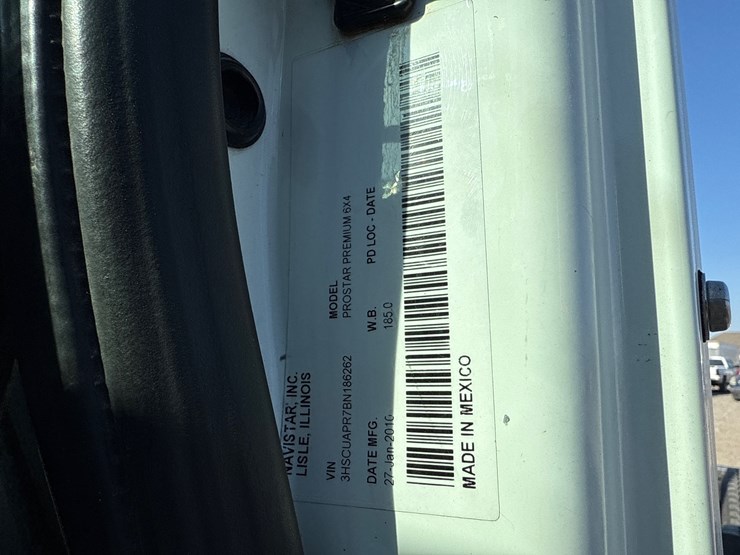 NAVISTAR, INC.
LISLE, ILLINOIS
VIN MODEL
3HSCUAPR7BN186262 PROSTAR PREMIUM 6X4
DATE MFG. W.B. PD LOC - DATE
27-Jan-2010 185.0
MADE IN MEXICO